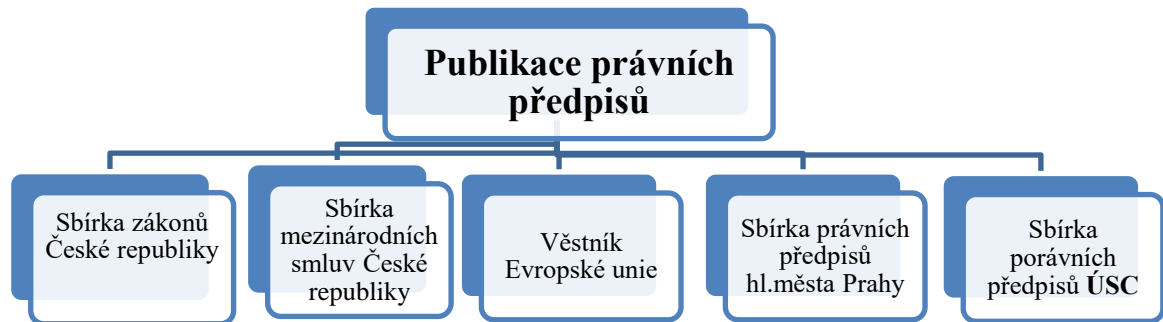 Publikace právních
předpisů
Sbírka zákonů
České republiky
Sbírka
mezinárodních
smluv České
republiky
Věstník
Evropské unie
Sbírka právních
předpisů
hl.města Prahy
Sbírka
porávních
předpisů ÚSC